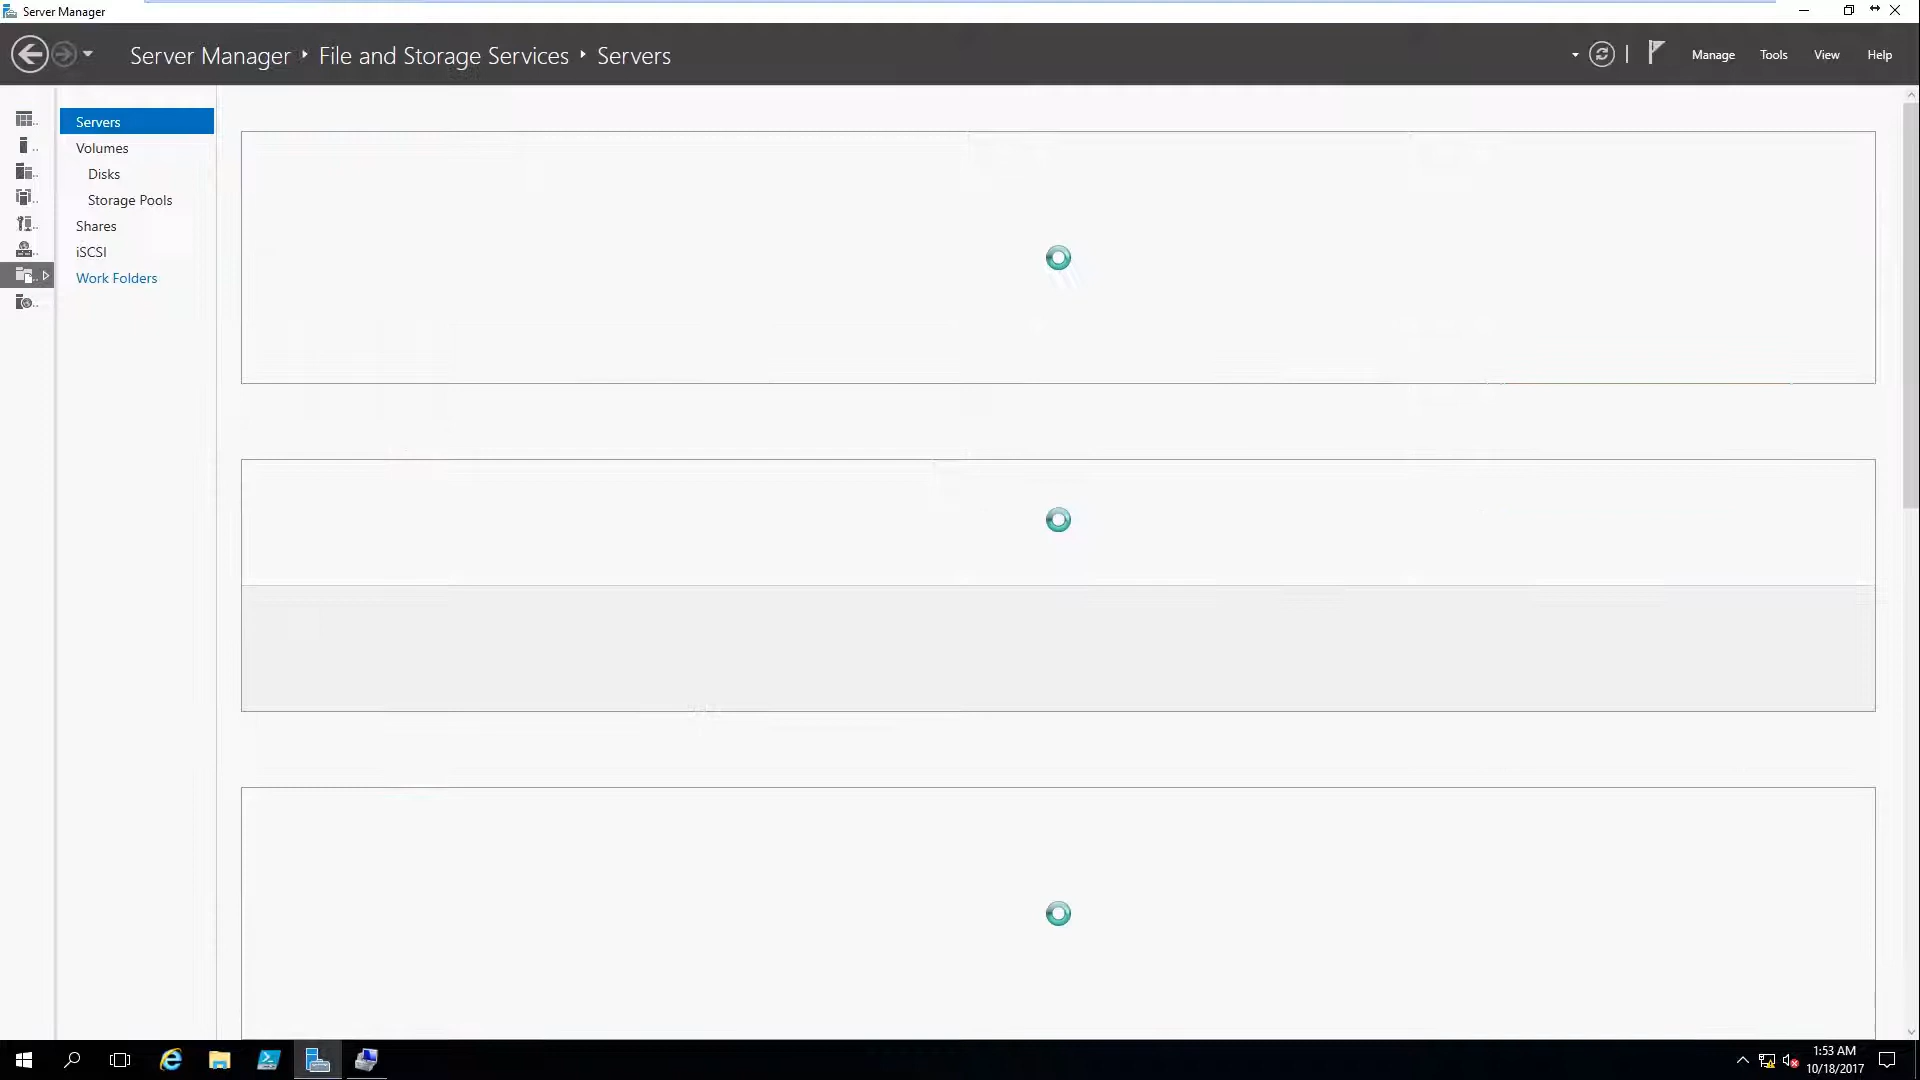 Server Manager
Server Manager ‣ File and Storage Services ‣ Servers
Manage
Tools
View
Help
Servers
Volumes
Disks
Storage Pools
Shares
iSCSI
Work Folders
1:53 AM
10/18/2017